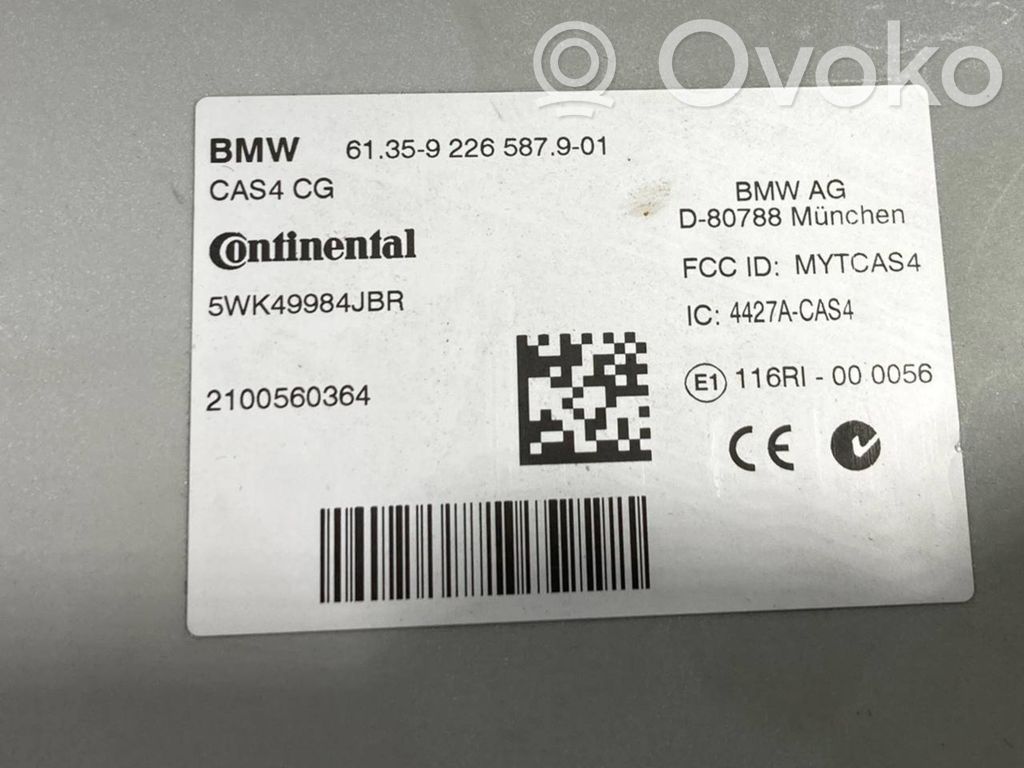 Ovoko
BMW 61.35-9 226 587.9-01
CAS4 CG
Continental
5WK49984JBR
2100560364
BMW AG
D-80788 München
FCC ID: MYTCAS4
IC: 4427A-CAS4
E1 116RI - 00 0056
CE